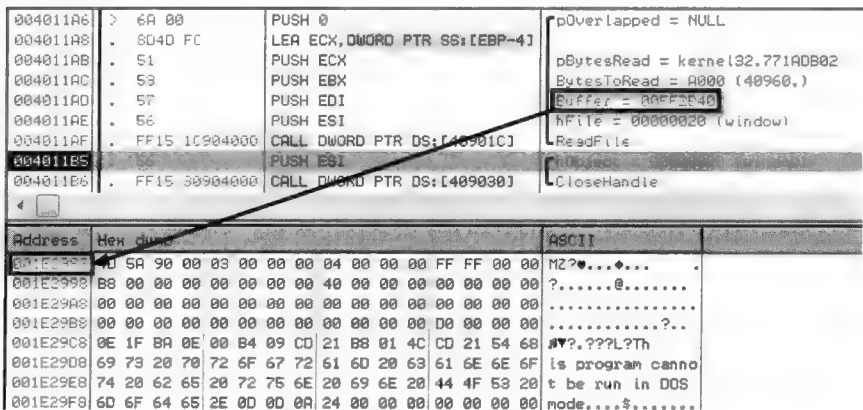 004011A6 > 6A 00 PUSH 0 pOverlapped = NULL
004011A8 . 8D4D FC LEA ECX,DWORD PTR SS:[EBP-4]
004011AB . 51 PUSH ECX pBytesRead = kernel32.771ADB02
004011AC . 53 PUSH EBX BytesToRead = A000 (40960.)
004011AD . 57 PUSH EDI Buffer =
004011AE . 56 PUSH ESI hFile = 00000020 (window)
004011AF . FF15 1C904000 CALL DWORD PTR DS:[40901C] ReadFile
004011B5 . 56 PUSH ESI
004011B6 . FF15 30904000 CALL DWORD PTR DS:[409030] CloseHandle
Address Hex dump ASCII
5A 90 00 03 00 00 00 04 00 00 00 FF FF 00 00 MZ?♥...♦... .
001E2998 B8 00 00 00 00 00 00 00 40 00 00 00 00 00 00 00 ?.......@.......
001E29A8 00 00 00 00 00 00 00 00 00 00 00 00 00 00 00 00 ................
001E29B8 00 00 00 00 00 00 00 00 00 00 00 00 D0 00 00 00 ............?..
001E29C8 0E 1F BA 0E 00 B4 09 CD 21 B8 01 4C CD 21 54 68 ?.???L?Th
001E29D8 69 73 20 70 72 6F 67 72 61 6D 20 63 61 6E 6E 6F is program canno
001E29E8 74 20 62 65 20 72 75 6E 20 69 6E 20 44 4F 53 20 t be run in DOS
001E29F8 6D 6F 64 65 2E 0D 0D 0A 24 00 00 00 00 00 00 00 mode....$.......